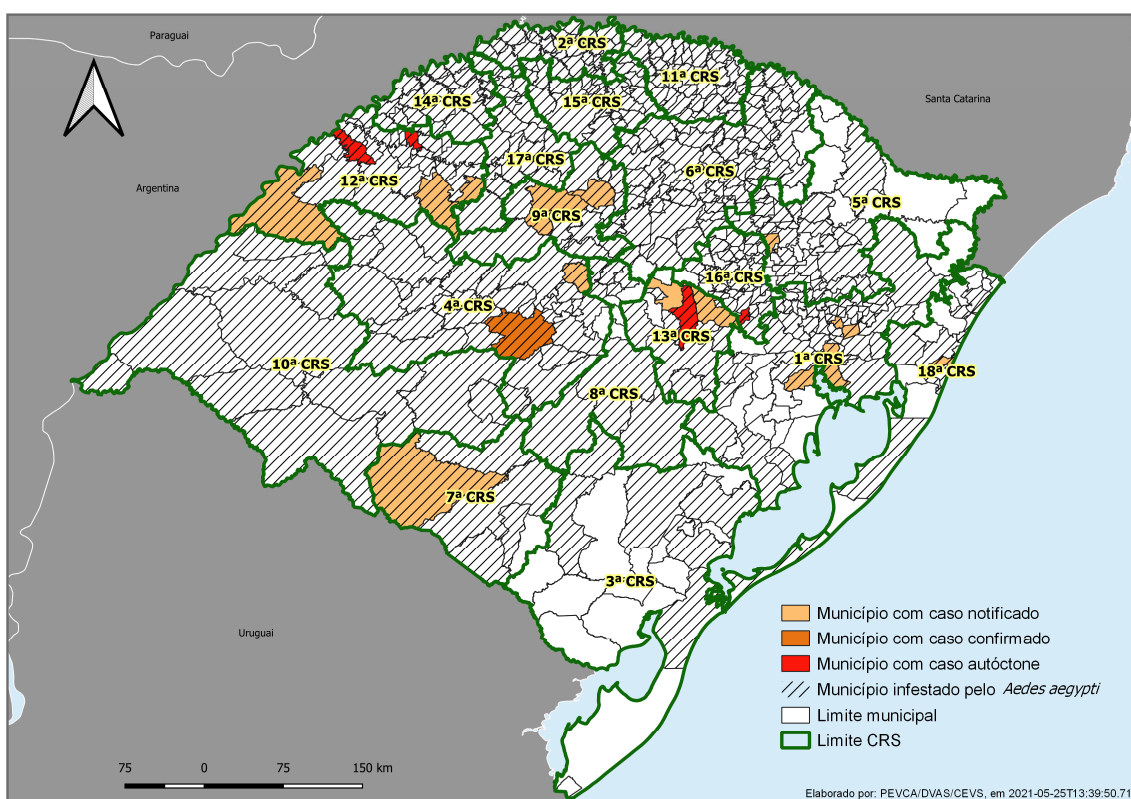 Paraguai
2ª CRS
11ª CRS
14ª CRS
15ª CRS
Santa Catarina
17ª CRS
6ª CRS
12ª CRS
Argentina
5ª CRS
9ª CRS
16ª CRS
4ª CRS
13ª CRS
1ª CRS
10ª CRS
18ª CRS
8ª CRS
7ª CRS
3ª CRS
Uruguai
Município com caso notificado
Município com caso confirmado
Município com caso autóctone
Município infestado pelo Aedes aegypti
Limite municipal
Limite CRS
75 0 75 150 km
Elaborado por: PEVCA/DVAS/CEVS, em 2021-05-25T13:39:50.71